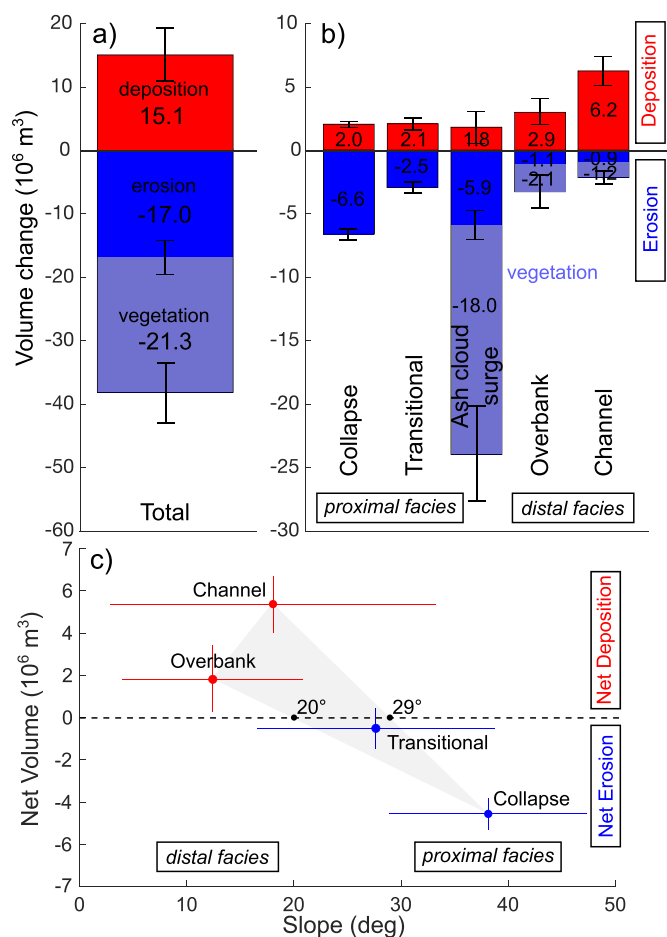 a)
20
10
0
-10
-20
-30
-40
-50
-60
Volume change (10⁶ m³)
deposition
15.1
erosion
-17.0
vegetation
-21.3
Total
b)
10
5
0
-5
-10
-15
-20
-25
-30
2.0
2.1
1.8
2.9
6.2
-6.6
-2.5
-5.9
-1.1
-2.1
-0.9
-1.2
vegetation
-18.0
Collapse
Transitional
Ash cloud
surge
Overbank
Channel
proximal facies
distal facies
Deposition
Erosion
c)
7
6
4
2
0
-2
-4
-6
-7
Net Volume (10⁶ m³)
Channel
Overbank
20°
29°
Transitional
Collapse
distal facies
proximal facies
Net Deposition
Net Erosion
0
10
20
30
40
50
Slope (deg)